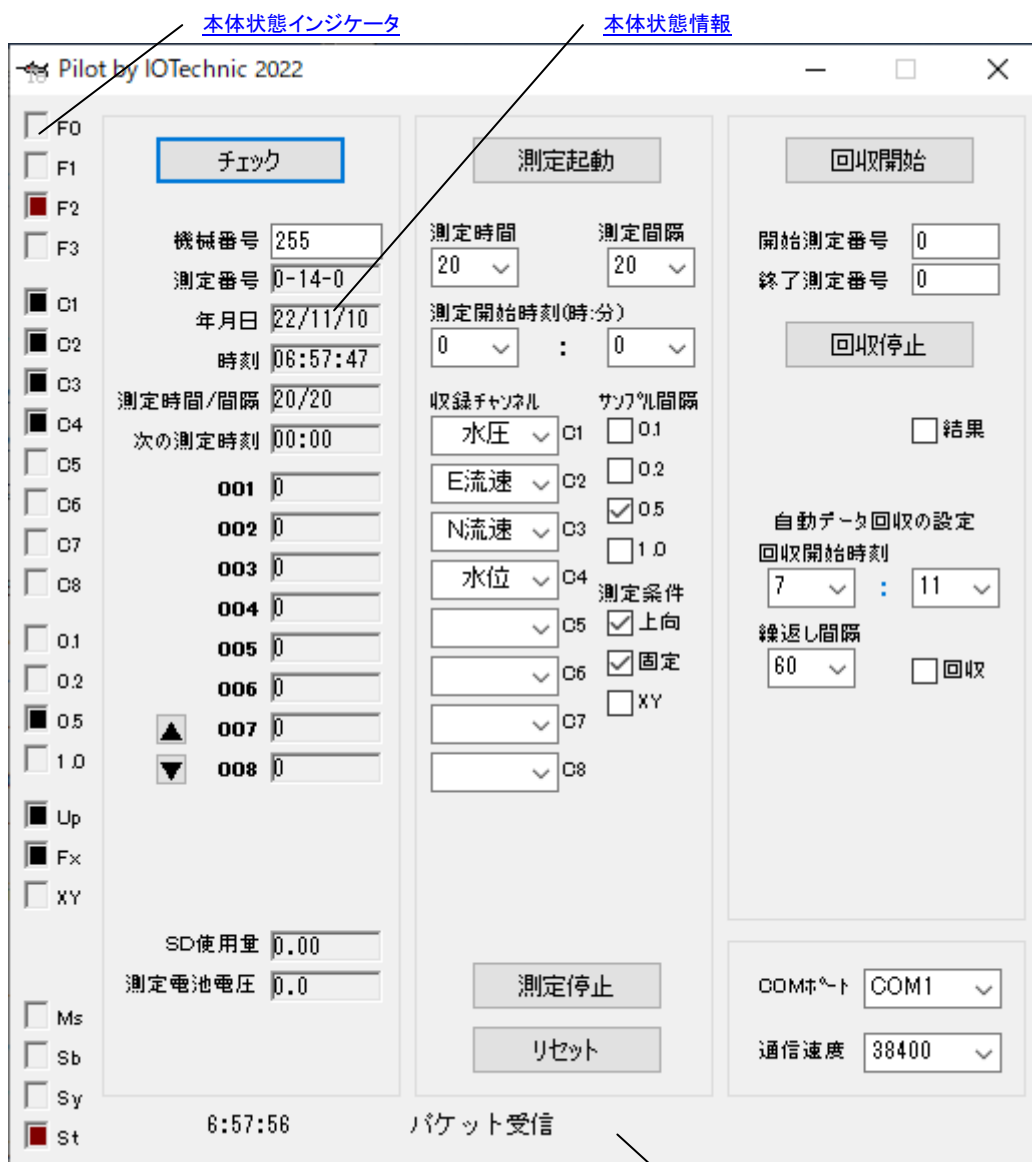 本体状態インジケータ
本体状態情報
Pilot by IOTechnic 2022
F0
F1
F2
F3
C1
C2
C3
C4
C5
C6
C7
C8
0.1
0.2
0.5
1.0
Up
Fx
XY
Ms
Sb
Sy
St
チェック
機械番号 255
測定番号 0-14-0
年月日 22/11/10
時刻 06:57:47
測定時間/間隔 20/20
次の測定時刻 00:00
001 0
002 0
003 0
004 0
005 0
006 0
▲ 007 0
▼ 008 0
SD使用量 0.00
測定電池電圧 0.0
測定起動
測定時間 測定間隔
20 20
測定開始時刻(時:分)
0 : 0
収録チャンネル サンプル間隔
水圧 C1 0.1
E流速 C2 0.2
N流速 C3 0.5
1.0
水位 C4 測定条件
C5 上向
C6 固定
C7 XY
C8
測定停止
リセット
回収開始
開始測定番号 0
終了測定番号 0
回収停止
結果
自動データ回収の設定
回収開始時刻
7 : 11
繰返し間隔
60 回収
COMポート COM1
通信速度 38400
6:57:56 パケット受信